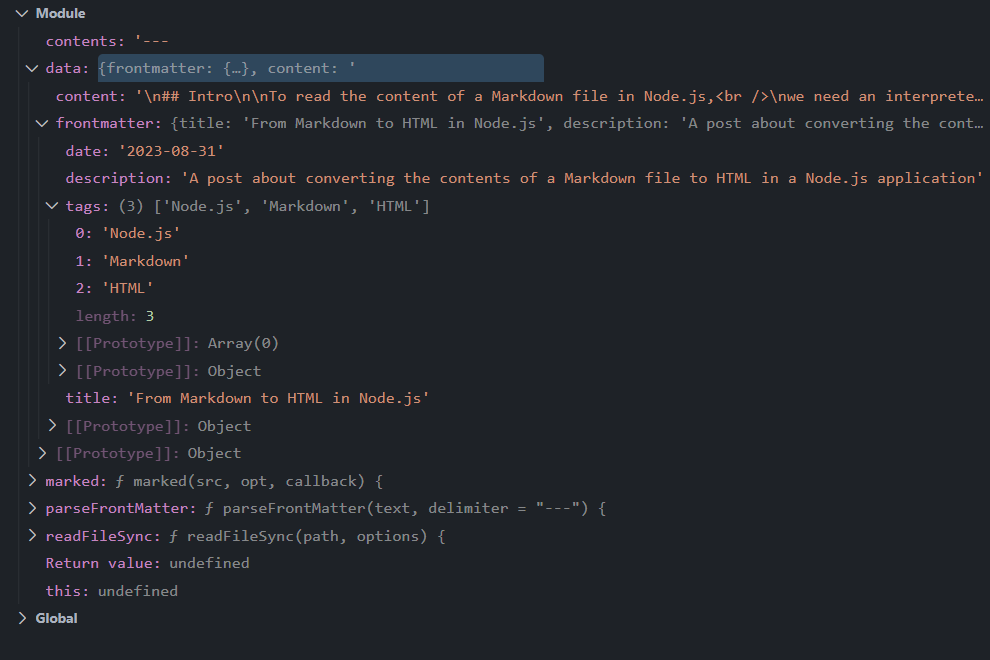 Module
contents: '---
data: {frontmatter: {…}, content: '
content: '\n## Intro\n\nTo read the content of a Markdown file in Node.js,<br />\nwe need an interprete…
frontmatter: {title: 'From Markdown to HTML in Node.js', description: 'A post about converting the cont…
date: '2023-08-31'
description: 'A post about converting the contents of a Markdown file to HTML in a Node.js application'
tags: (3) ['Node.js', 'Markdown', 'HTML']
0: 'Node.js'
1: 'Markdown'
2: 'HTML'
length: 3
[[Prototype]]: Array(0)
[[Prototype]]: Object
title: 'From Markdown to HTML in Node.js'
[[Prototype]]: Object
[[Prototype]]: Object
marked: ƒ marked(src, opt, callback) {
parseFrontMatter: ƒ parseFrontMatter(text, delimiter = "---") {
readFileSync: ƒ readFileSync(path, options) {
Return value: undefined
this: undefined
Global